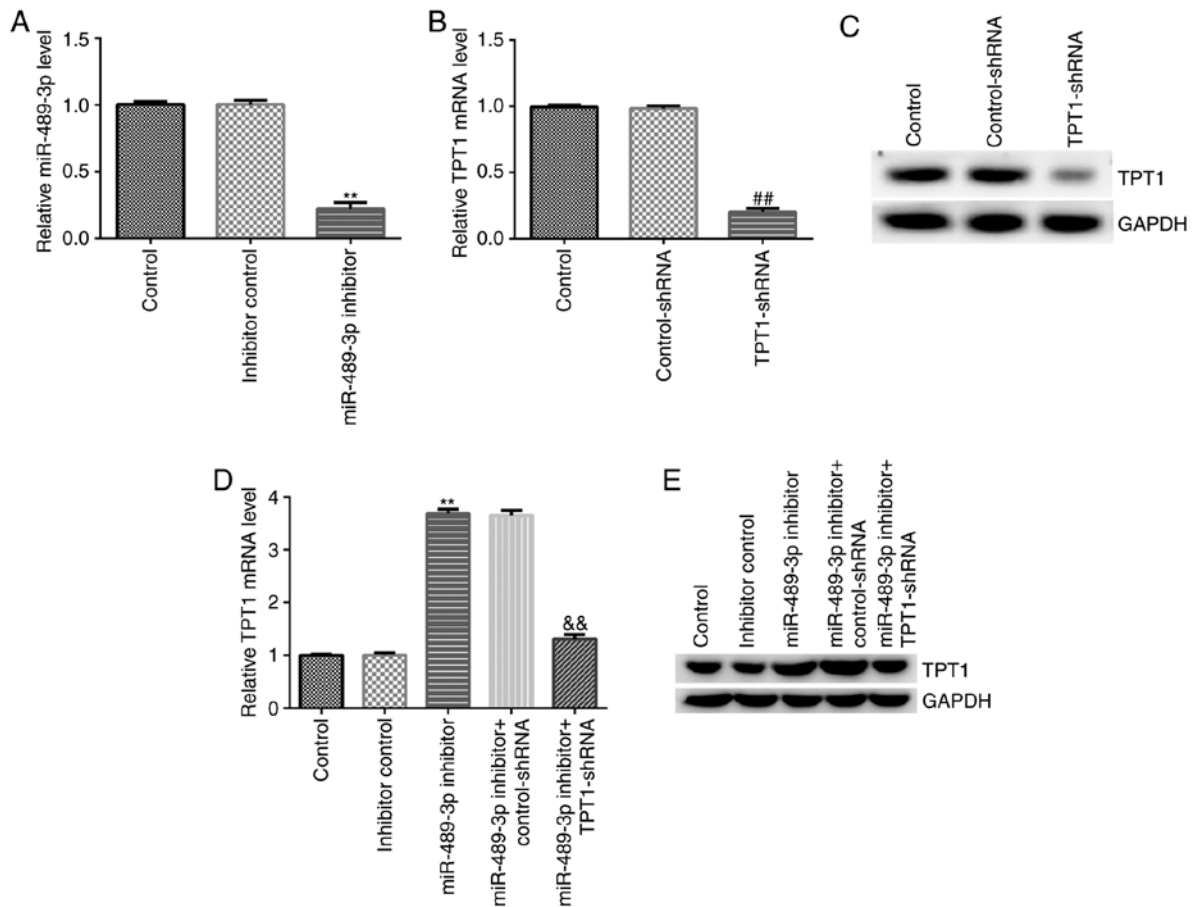 A
Relative miR-489-3p level
1.5
1.0
0.5
0.0
**
Control
Inhibitor control
miR-489-3p inhibitor
B
Relative TPT1 mRNA level
1.5
1.0
0.5
0.0
##
Control
Control-shRNA
TPT1-shRNA
C
Control
Control-shRNA
TPT1-shRNA
TPT1
GAPDH
D
Relative TPT1 mRNA level
4
3
2
1
0
**
&&
Control
Inhibitor control
miR-489-3p inhibitor
miR-489-3p inhibitor+
control-shRNA
miR-489-3p inhibitor+
TPT1-shRNA
E
Control
Inhibitor control
miR-489-3p inhibitor
miR-489-3p inhibitor+
control-shRNA
miR-489-3p inhibitor+
TPT1-shRNA
TPT1
GAPDH